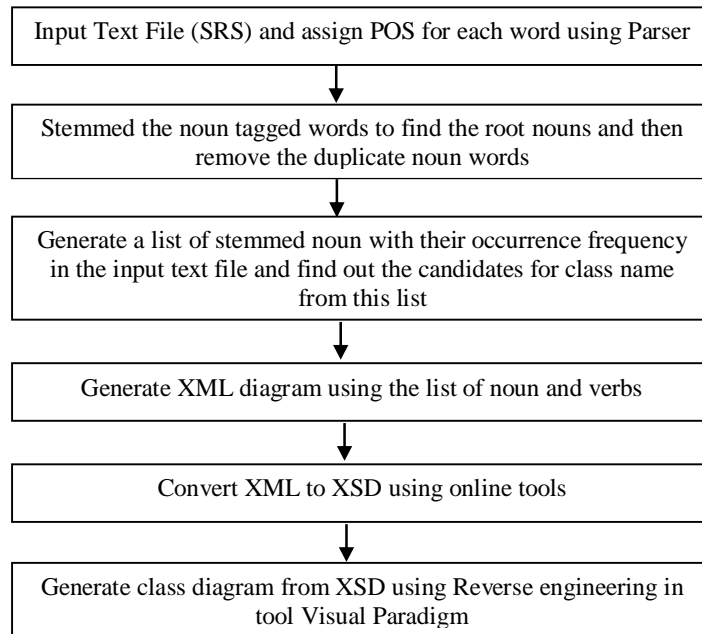 Input Text File (SRS) and assign POS for each word using Parser
Stemmed the noun tagged words to find the root nouns and then
remove the duplicate noun words
Generate a list of stemmed noun with their occurrence frequency
in the input text file and find out the candidates for class name
from this list
Generate XML diagram using the list of noun and verbs
Convert XML to XSD using online tools
Generate class diagram from XSD using Reverse engineering in
tool Visual Paradigm